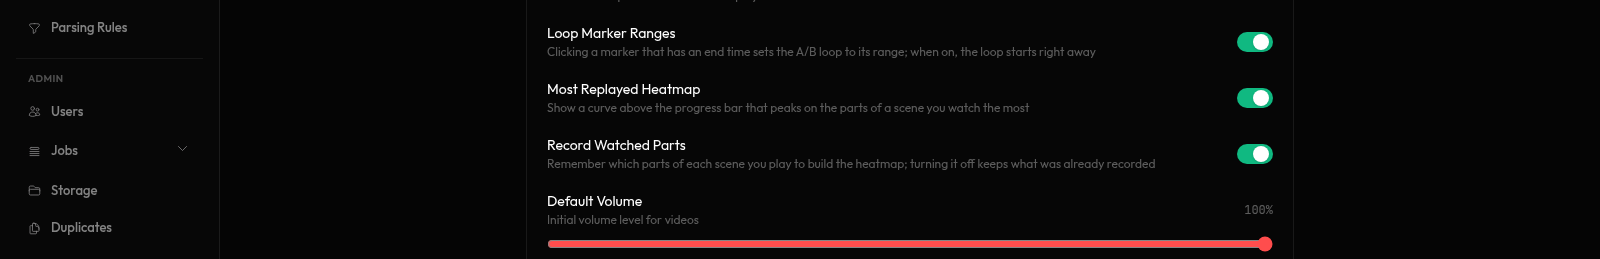 Parsing Rules
ADMIN
Users
Jobs
Storage
Duplicates
Loop Marker Ranges
Clicking a marker that has an end time sets the A/B loop to its range; when on, the loop starts right away
Most Replayed Heatmap
Show a curve above the progress bar that peaks on the parts of a scene you watch the most
Record Watched Parts
Remember which parts of each scene you play to build the heatmap; turning it off keeps what was already recorded
Default Volume
Initial volume level for videos
100%